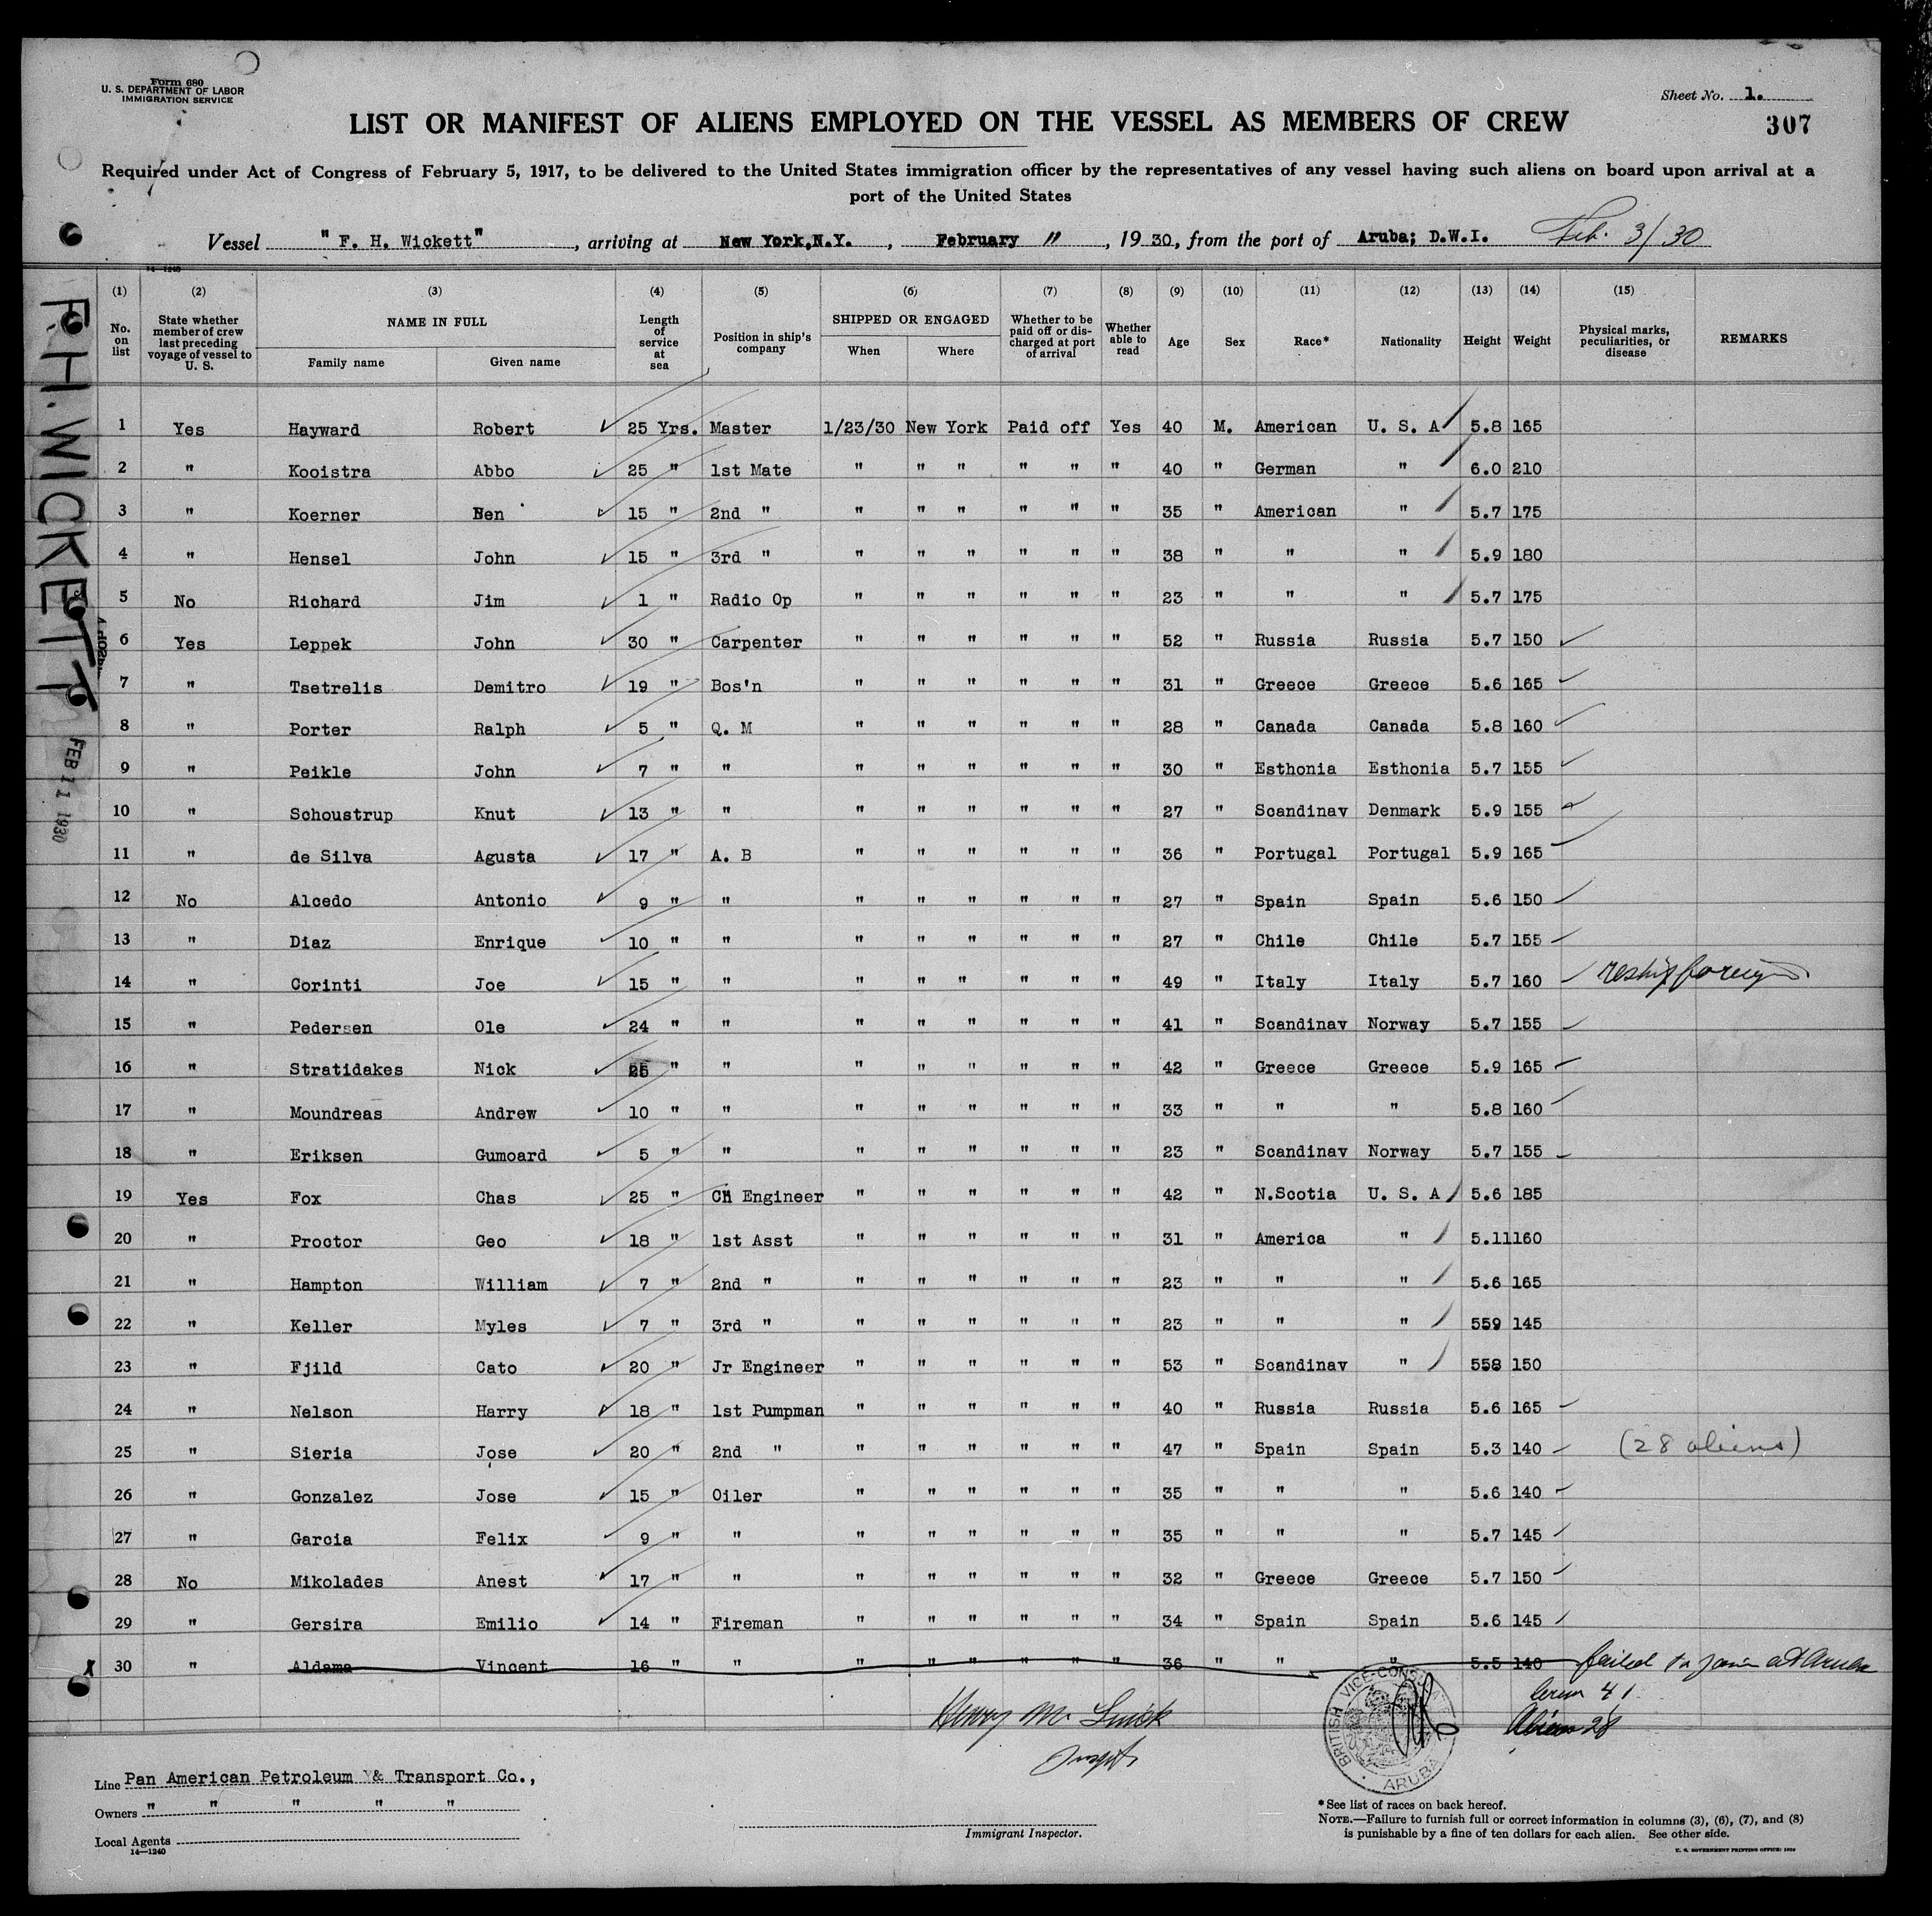 Form 680
U. S. DEPARTMENT OF LABOR
IMMIGRATION SERVICE
Sheet No. 1.
LIST OR MANIFEST OF ALIENS EMPLOYED ON THE VESSEL AS MEMBERS OF CREW
307
Required under Act of Congress of February 5, 1917, to be delivered to the United States immigration officer by the representatives of any vessel having such aliens on board upon arrival at a
port of the United States
Vessel " F. H. Wickett" , arriving at New York,N.Y. , February " , 19 30, from the port of Aruba; D.W.I. Feb. 3/30
14-1240
(1) (2) (3) (4) (5) (6) (7) (8) (9) (10) (11) (12) (13) (14) (15)
No. on list State whether member of crew last preceding voyage of vessel to U. S. NAME IN FULL Family name Given name Length of service at sea Position in ship's company SHIPPED OR ENGAGED When Where Whether to be paid off or discharged at port of arrival Whether able to read Age Sex Race* Nationality Height Weight Physical marks, peculiarities, or disease REMARKS
1 Yes Hayward Robert 25 Yrs. Master 1/23/30 New York Paid off Yes 40 M. American U. S. A 5.8 165
2 " Kooistra Abbo 25 " 1st Mate " " " " " " 40 " German " 6.0 210
3 " Koerner Ben 15 " 2nd " " " " " " " 35 " American " 5.7 175
4 " Hensel John 15 " 3rd " " " " " " " 38 " " " 5.9 180
5 No Richard Jim 1 " Radio Op " " " " " " 23 " " " 5.7 175
6 Yes Leppek John 30 " Carpenter " " " " " " 52 " Russia Russia 5.7 150
7 " Tsetrelis Demitro 19 " Bos'n " " " " " " 31 " Greece Greece 5.6 165
8 " Porter Ralph 5 " Q. M " " " " " " 28 " Canada Canada 5.8 160
9 " Peikle John 7 " " " " " " " " 30 " Esthonia Esthonia 5.7 155
10 " Schoustrup Knut 13 " " " " " " " " 27 " Scandinav Denmark 5.9 155
11 " de Silva Agusta 17 " A. B " " " " " " 36 " Portugal Portugal 5.9 165
12 No Alcedo Antonio 9 " " " " " " " " 27 " Spain Spain 5.6 150
13 " Diaz Enrique 10 " " " " " " " " 27 " Chile Chile 5.7 155
14 " Corinti Joe 15 " " " " " " " " 49 " Italy Italy 5.7 160 reship foreign
15 " Pedersen Ole 24 " " " " " " " " 41 " Scandinav Norway 5.7 155
16 " Stratidakes Nick 25 " " " " " " " " 42 " Greece Greece 5.9 165
17 " Moundreas Andrew 10 " " " " " " " " 33 " " " 5.8 160
18 " Eriksen Gumoard 5 " " " " " " " " 23 " Scandinav Norway 5.7 155
19 Yes Fox Chas 25 " CH Engineer " " " " " " 42 " N.Scotia U. S. A 5.6 185
20 " Proctor Geo 18 " 1st Asst " " " " " " 31 " America " 5.11 160
21 " Hampton William 7 " 2nd " " " " " " " 23 " " " 5.6 165
22 " Keller Myles 7 " 3rd " " " " " " " 23 " " " 559 145
23 " Fjild Cato 20 " Jr Engineer " " " " " " 53 " Scandinav " 558 150
24 " Nelson Harry 18 " 1st Pumpman " " " " " " 40 " Russia Russia 5.6 165
25 " Sieria Jose 20 " 2nd " " " " " " " 47 " Spain Spain 5.3 140 (28 aliens)
26 " Gonzalez Jose 15 " Oiler " " " " " " 35 " " " 5.6 140
27 " Garcia Felix 9 " " " " " " " " 35 " " " 5.7 145
28 No Mikolades Anest 17 " " " " " " " " 32 " Greece Greece 5.7 150
29 " Gersira Emilio 14 " Fireman " " " " " " 34 " Spain Spain 5.6 145
x 30 " Aldama Vincent 16 " " " " " " " " 36 " " " 5.5 140 failed to join at Aruba
41
Aliens 28
Henry M.
BRITISH VICE-CONSULATE ARUBA
F. H. WICKETT
FEB 11 1930
Line Pan American Petroleum & Transport Co.,
Owners " " " " "
Local Agents
14-1240
Immigrant Inspector.
*See list of races on back hereof.
NOTE.—Failure to furnish full or correct information in columns (3), (6), (7), and (8)
is punishable by a fine of ten dollars for each alien. See other side.
U. S. GOVERNMENT PRINTING OFFICE: 1929